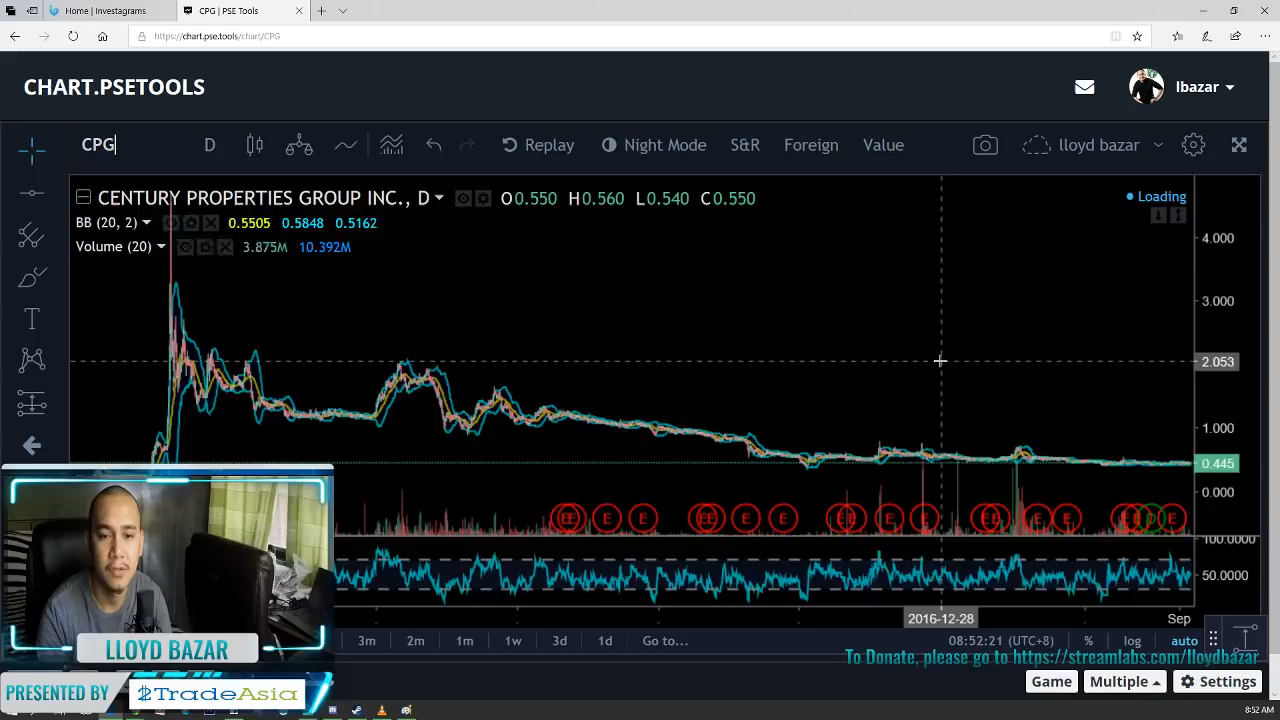 Home | Investagrams
CPG | PSE Tools
https://chart.pse.tools/chart/CPG
CHART.PSETOOLS
lbazar
CPG
D
Replay
Night Mode
S&R
Foreign
Value
lloyd bazar
CENTURY PROPERTIES GROUP INC., D
O0.550 H0.560 L0.540 C0.550
Loading
BB (20, 2) 0.5505 0.5848 0.5162
Volume (20) 3.875M 10.392M
4.000
3.000
2.053
1.000
0.445
0.000
E E E E E E E E E E E E E E E E E E E D E
100.0000
50.0000
2016-12-28
Sep
3m 2m 1m 1w 3d 1d Go to...
08:52:21 (UTC+8) % log auto
To Donate, please go to https://streamlabs.com/lloydbazar
LLOYD BAZAR
PRESENTED BY $TradeAsia
Game Multiple Settings
8:52 AM